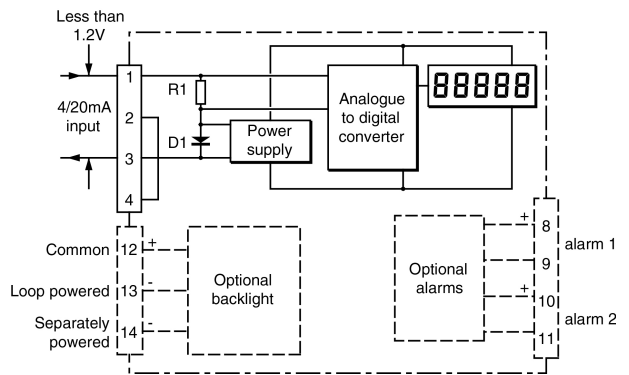 Less than
1.2V
4/20mA
input
1
2
3
4
R1
D1
Power
supply
Analogue
to digital
converter
88888
Common
Loop powered
Separately
powered
12
13
14
+
-
-
Optional
backlight
Optional
alarms
+
+
8
9
10
11
alarm 1
alarm 2